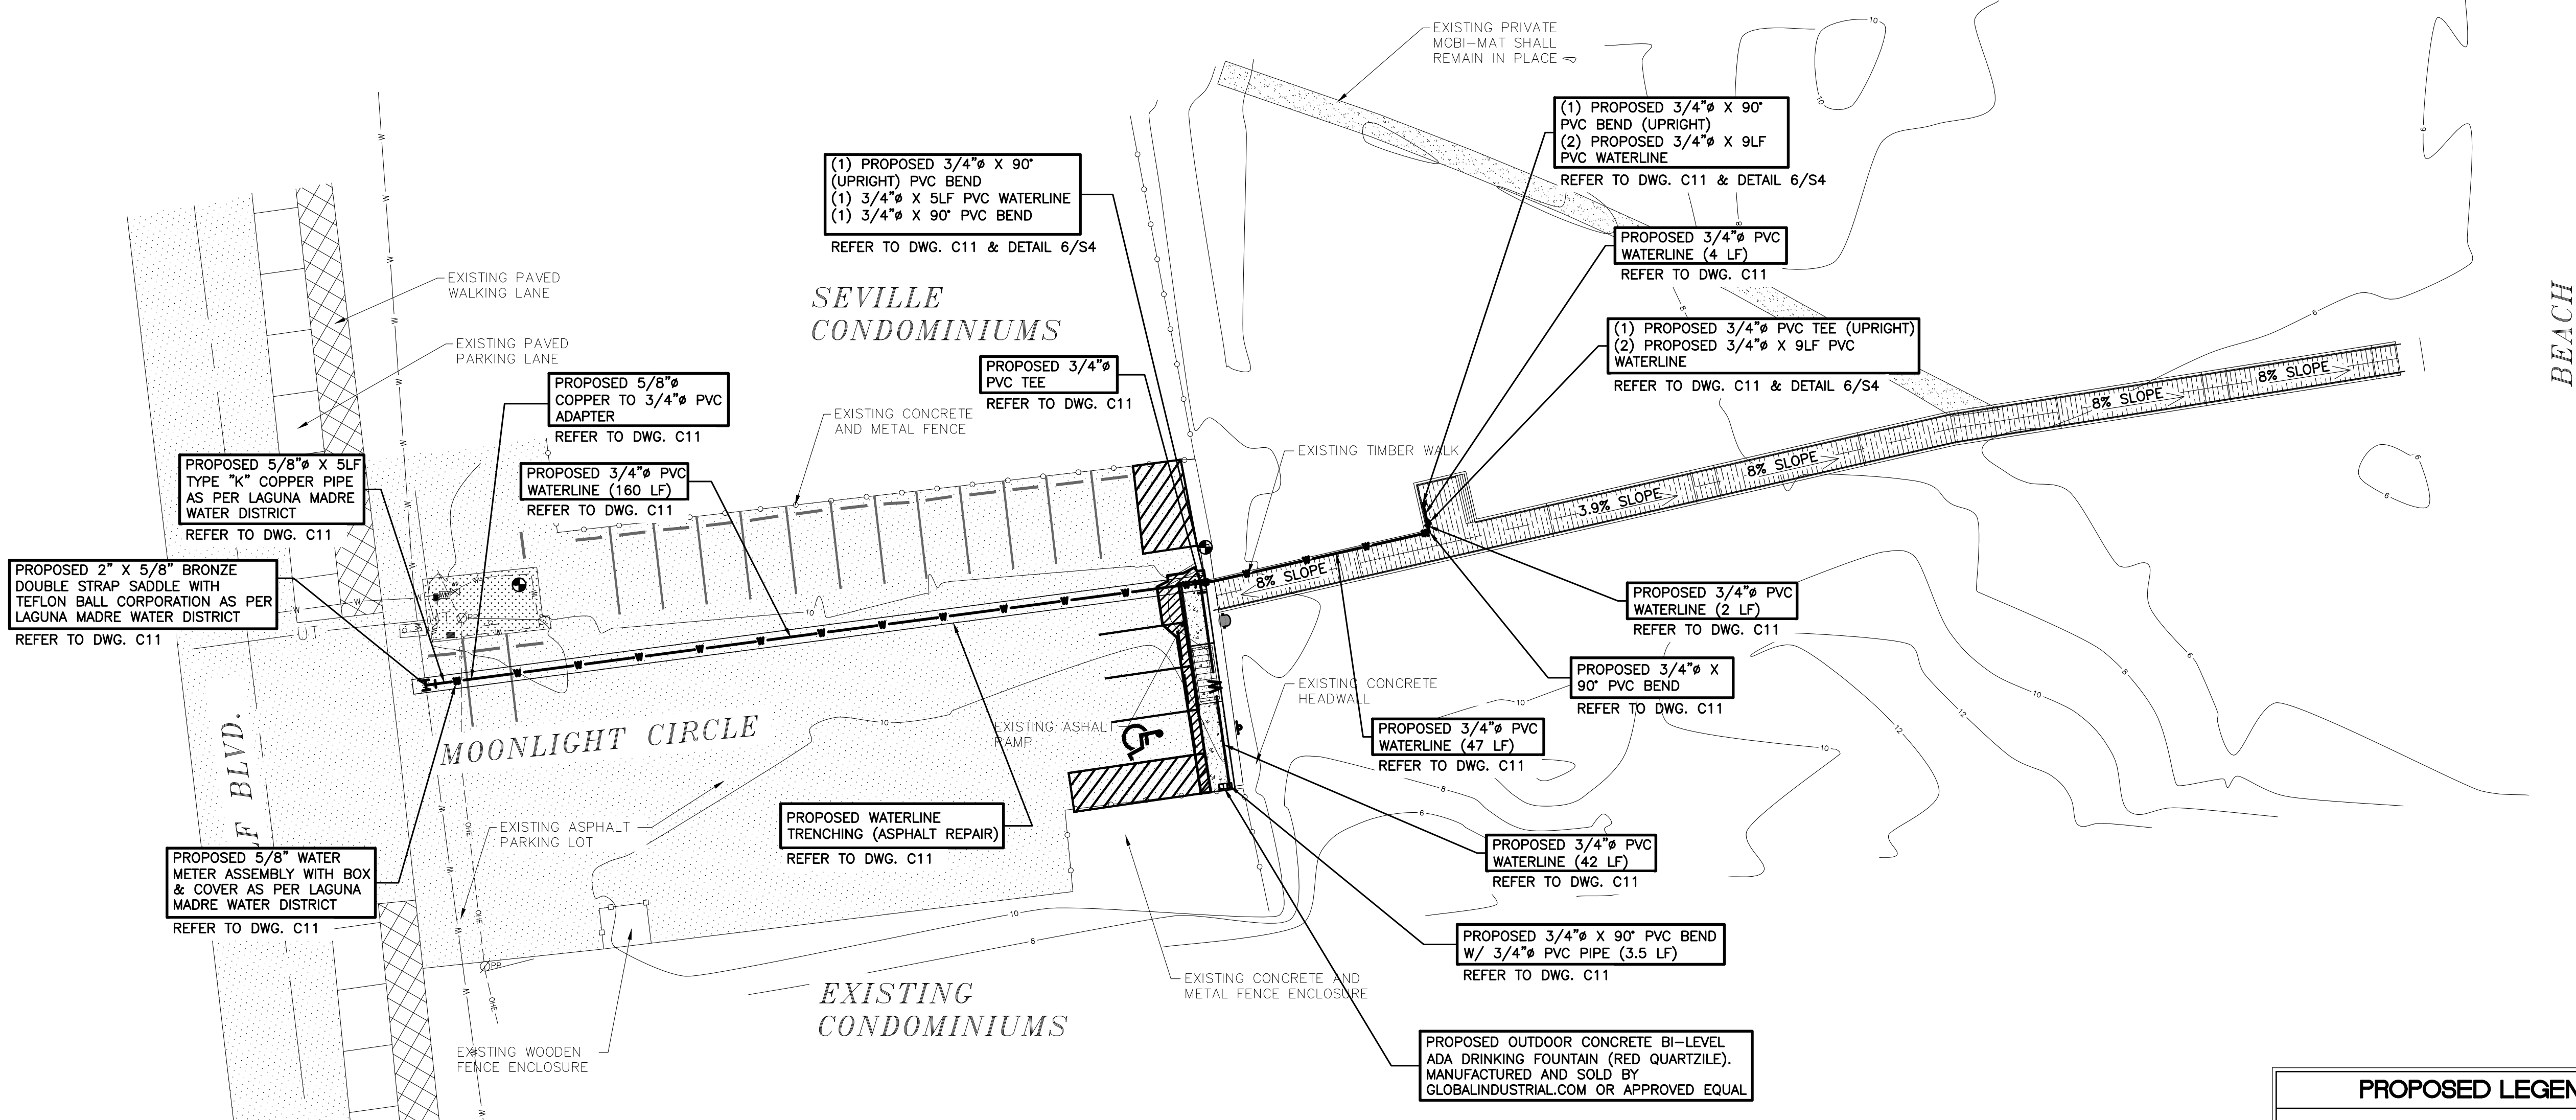 EXISTING PRIVATE
MOBI-MAT SHALL
REMAIN IN PLACE
(1) PROPOSED 3/4"ø X 90°
PVC BEND (UPRIGHT)
(2) PROPOSED 3/4"ø X 9LF
PVC WATERLINE
REFER TO DWG. C11 & DETAIL 6/S4
(1) PROPOSED 3/4"ø X 90°
(UPRIGHT) PVC BEND
(1) 3/4"ø X 5LF PVC WATERLINE
(1) 3/4"ø X 90° PVC BEND
REFER TO DWG. C11 & DETAIL 6/S4
PROPOSED 3/4"ø PVC
WATERLINE (4 LF)
REFER TO DWG. C11
EXISTING PAVED
WALKING LANE
SEVILLE
CONDOMINIUMS
BEACH
(1) PROPOSED 3/4"ø PVC TEE (UPRIGHT)
(2) PROPOSED 3/4"ø X 9LF PVC
WATERLINE
REFER TO DWG. C11 & DETAIL 6/S4
EXISTING PAVED
PARKING LANE
PROPOSED 3/4"ø
PVC TEE
REFER TO DWG. C11
PROPOSED 5/8"ø
COPPER TO 3/4"ø PVC
ADAPTER
REFER TO DWG. C11
EXISTING CONCRETE
AND METAL FENCE
8% SLOPE
8% SLOPE
8% SLOPE
3.9% SLOPE
8% SLOPE
EXISTING TIMBER WALK
PROPOSED 5/8"ø X 5LF
TYPE "K" COPPER PIPE
AS PER LAGUNA MADRE
WATER DISTRICT
REFER TO DWG. C11
PROPOSED 3/4"ø PVC
WATERLINE (160 LF)
REFER TO DWG. C11
PROPOSED 2" X 5/8" BRONZE
DOUBLE STRAP SADDLE WITH
TEFLON BALL CORPORATION AS PER
LAGUNA MADRE WATER DISTRICT
REFER TO DWG. C11
UT
PROPOSED 3/4"ø PVC
WATERLINE (2 LF)
REFER TO DWG. C11
PROPOSED 3/4"ø X
90° PVC BEND
REFER TO DWG. C11
EXISTING CONCRETE
HEADWALL
PROPOSED 3/4"ø PVC
WATERLINE (47 LF)
REFER TO DWG. C11
EXISTING ASHALT
RAMP
MOONLIGHT CIRCLE
LF BLVD.
PROPOSED WATERLINE
TRENCHING (ASPHALT REPAIR)
REFER TO DWG. C11
EXISTING ASPHALT
PARKING LOT
PROPOSED 5/8" WATER
METER ASSEMBLY WITH BOX
& COVER AS PER LAGUNA
MADRE WATER DISTRICT
REFER TO DWG. C11
PROPOSED 3/4"ø PVC
WATERLINE (42 LF)
REFER TO DWG. C11
PROPOSED 3/4"ø X 90° PVC BEND
W/ 3/4"ø PVC PIPE (3.5 LF)
REFER TO DWG. C11
EXISTING CONCRETE AND
METAL FENCE ENCLOSURE
EXISTING
CONDOMINIUMS
EXISTING WOODEN
FENCE ENCLOSURE
PROPOSED OUTDOOR CONCRETE BI-LEVEL
ADA DRINKING FOUNTAIN (RED QUARTZILE).
MANUFACTURED AND SOLD BY
GLOBALINDUSTRIAL.COM OR APPROVED EQUAL
PROPOSED LEGEN